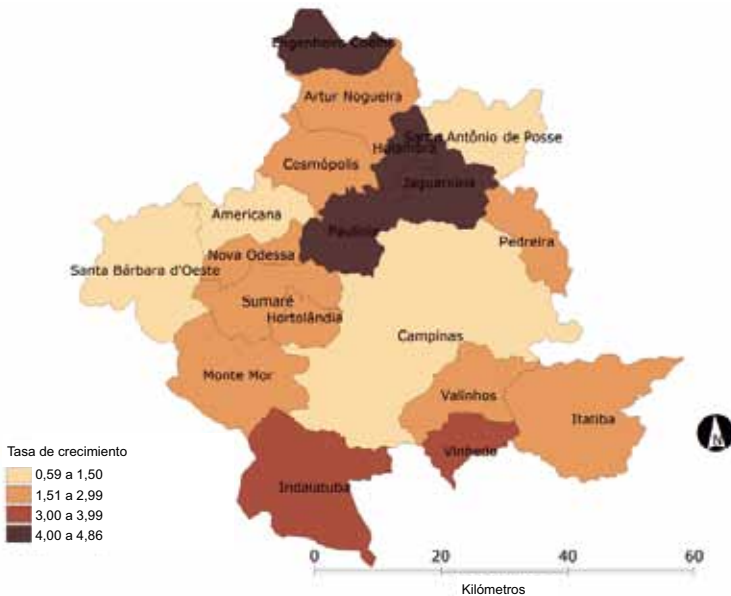 Engenheiro Coelho
Artur Nogueira
Santo Antônio de Posse
Holambra
Cosmópolis
Jaguariúna
Americana
Paulínia
Pedreira
Nova Odessa
Santa Bárbara d'Oeste
Sumaré
Hortolândia
Campinas
Monte Mor
Valinhos
Itatiba
Vinhedo
Indaiatuba
N
Tasa de crecimiento
0,59 a 1,50
1,51 a 2,99
3,00 a 3,99
4,00 a 4,86
0 20 40 60
Kilómetros